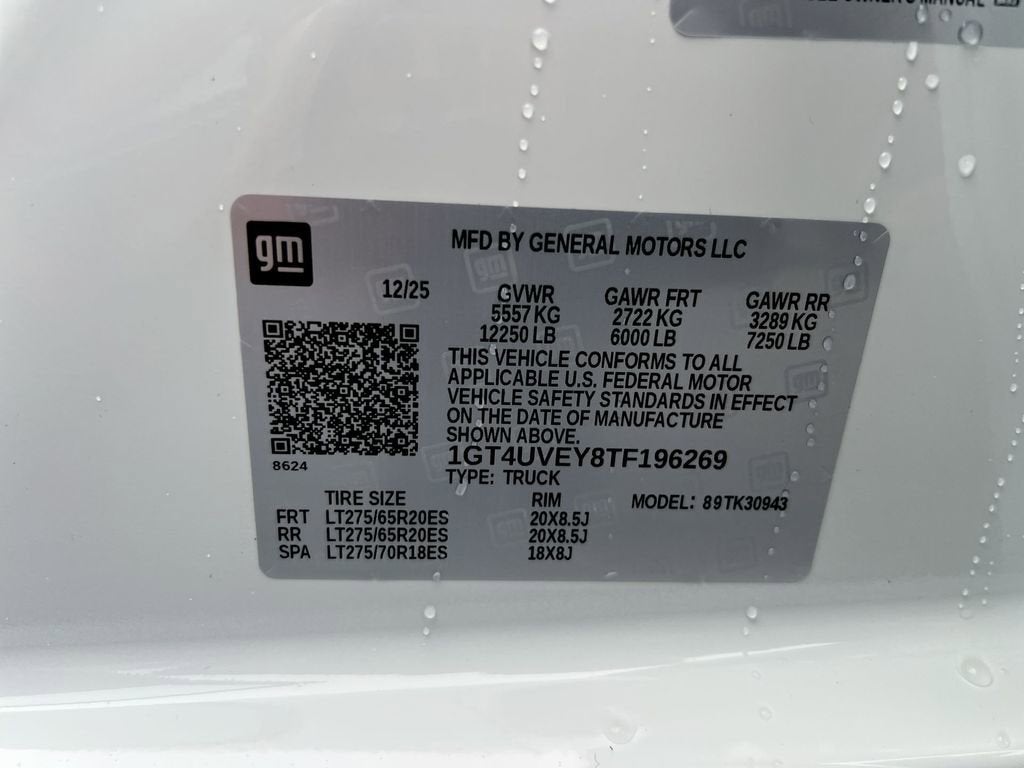 OWNER'S MANUAL
gm
MFD BY GENERAL MOTORS LLC
12/25
GVWR GAWR FRT GAWR RR
5557 KG 2722 KG 3289 KG
12250 LB 6000 LB 7250 LB
THIS VEHICLE CONFORMS TO ALL
APPLICABLE U.S. FEDERAL MOTOR
VEHICLE SAFETY STANDARDS IN EFFECT
ON THE DATE OF MANUFACTURE
SHOWN ABOVE.
8624
1GT4UVEY8TF196269
TYPE: TRUCK
TIRE SIZE RIM MODEL: 89TK30943
FRT LT275/65R20ES 20X8.5J
RR LT275/65R20ES 20X8.5J
SPA LT275/70R18ES 18X8J